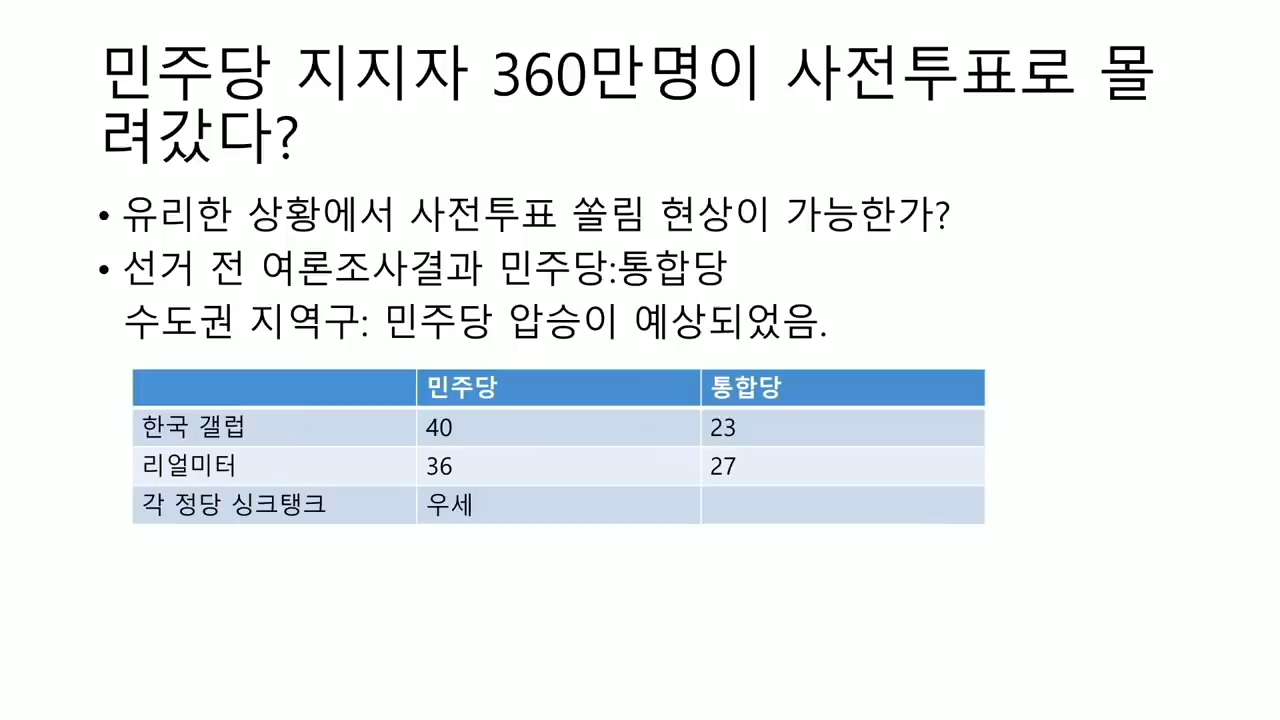 민주당 지지자 360만명이 사전투표로 몰
려갔다?
• 유리한 상황에서 사전투표 쏠림 현상이 가능한가?
• 선거 전 여론조사결과 민주당:통합당
수도권 지역구: 민주당 압승이 예상되었음.
민주당 통합당
한국 갤럽 40 23
리얼미터 36 27
각 정당 싱크탱크 우세